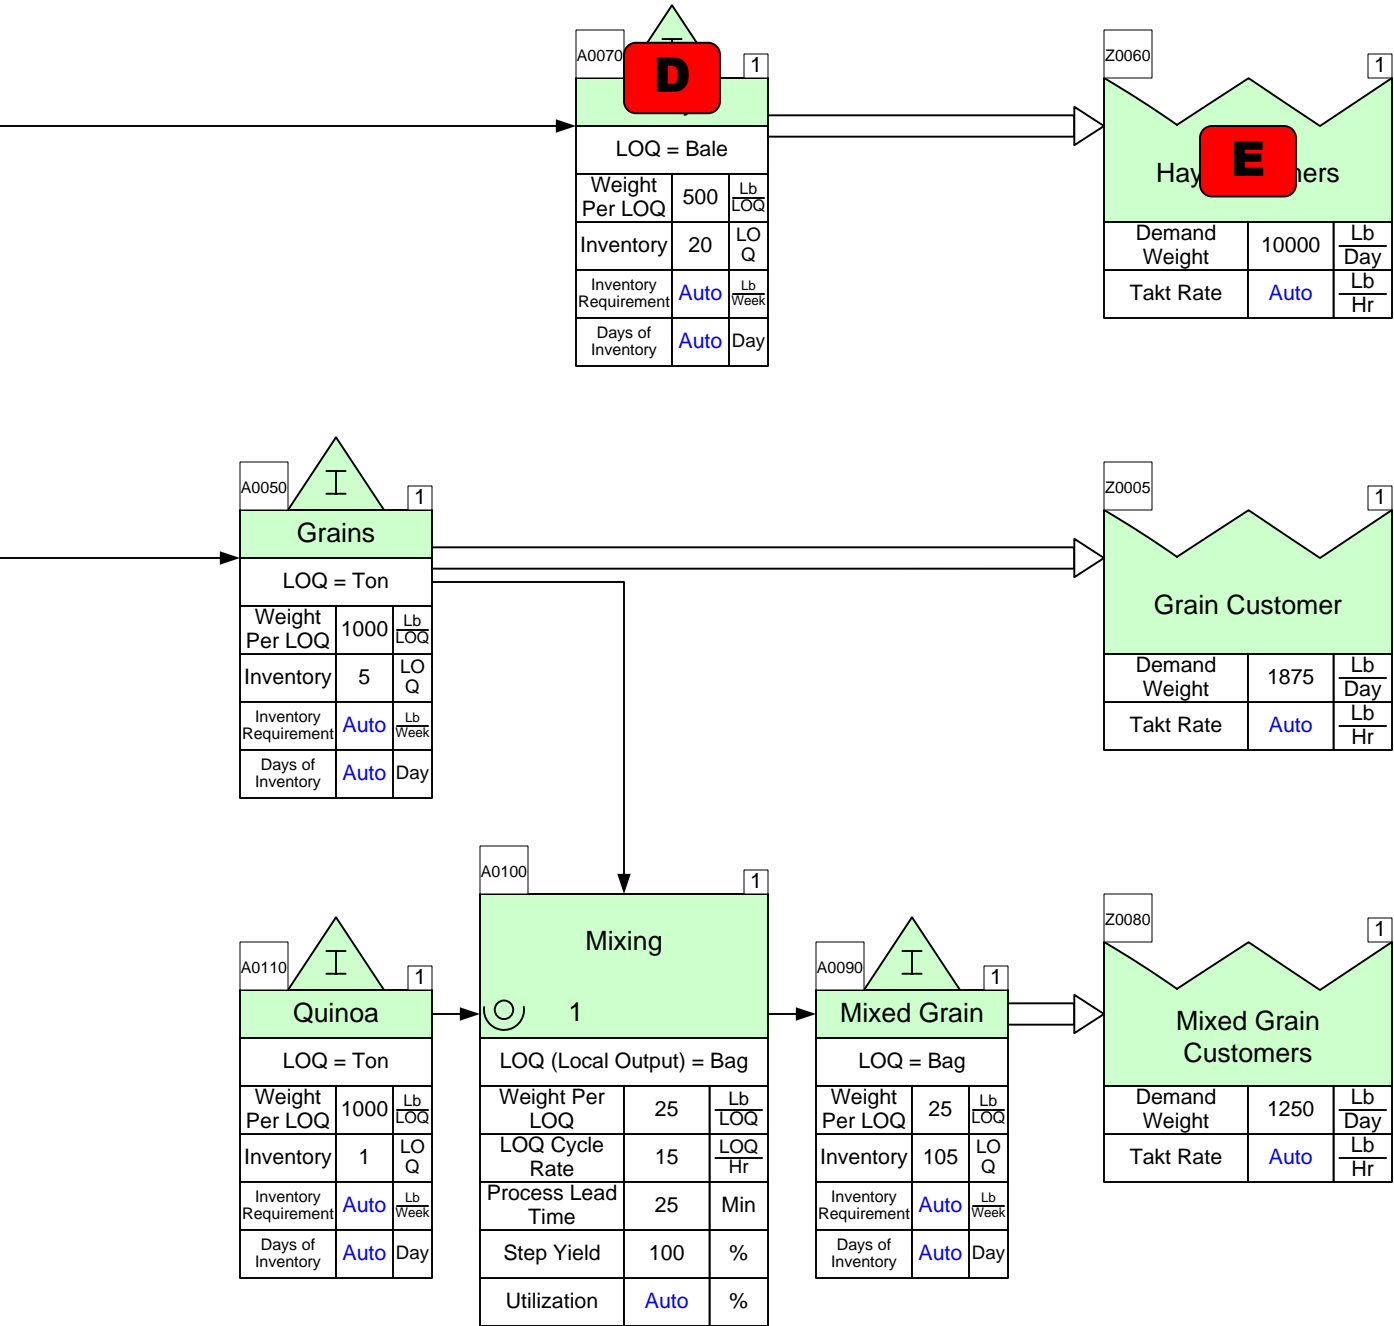 A0070
1
D
LOQ = Bale
Weight
Per LOQ
500
Lb
LOQ
Inventory
20
LO
Q
Inventory
Requirement
Auto
Lb
Week
Days of
Inventory
Auto
Day
Z0060
1
E
Hay
ners
Demand
Weight
10000
Lb
Day
Takt Rate
Auto
Lb
Hr
A0050
I
1
Grains
LOQ = Ton
Weight
Per LOQ
1000
Lb
LOQ
Inventory
5
LO
Q
Inventory
Requirement
Auto
Lb
Week
Days of
Inventory
Auto
Day
Z0005
1
Grain Customer
Demand
Weight
1875
Lb
Day
Takt Rate
Auto
Lb
Hr
A0110
I
1
Quinoa
LOQ = Ton
Weight
Per LOQ
1000
Lb
LOQ
Inventory
1
LO
Q
Inventory
Requirement
Auto
Lb
Week
Days of
Inventory
Auto
Day
A0100
1
Mixing
1
LOQ (Local Output) = Bag
Weight Per
LOQ
25
Lb
LOQ
LOQ Cycle
Rate
15
LOQ
Hr
Process Lead
Time
25
Min
Step Yield
100
%
Utilization
Auto
%
A0090
I
1
Mixed Grain
LOQ = Bag
Weight
Per LOQ
25
Lb
LOQ
Inventory
105
LO
Q
Inventory
Requirement
Auto
Lb
Week
Days of
Inventory
Auto
Day
Z0080
1
Mixed Grain
Customers
Demand
Weight
1250
Lb
Day
Takt Rate
Auto
Lb
Hr